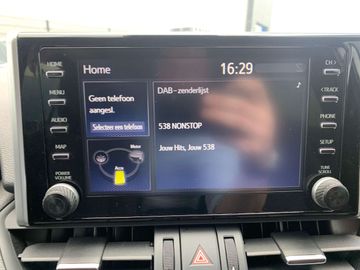 Home
16:29
HOME
MENU
AUDIO
MAP
POWER
VOLUME
Geen telefoon
aangesl.
Selecteer een telefoon
Motor
Accu
DAB-zenderlijst
538 NONSTOP
Jouw Hits, Jouw 538
CH
TRACK
PHONE
SETUP
TUNE
SCROLL